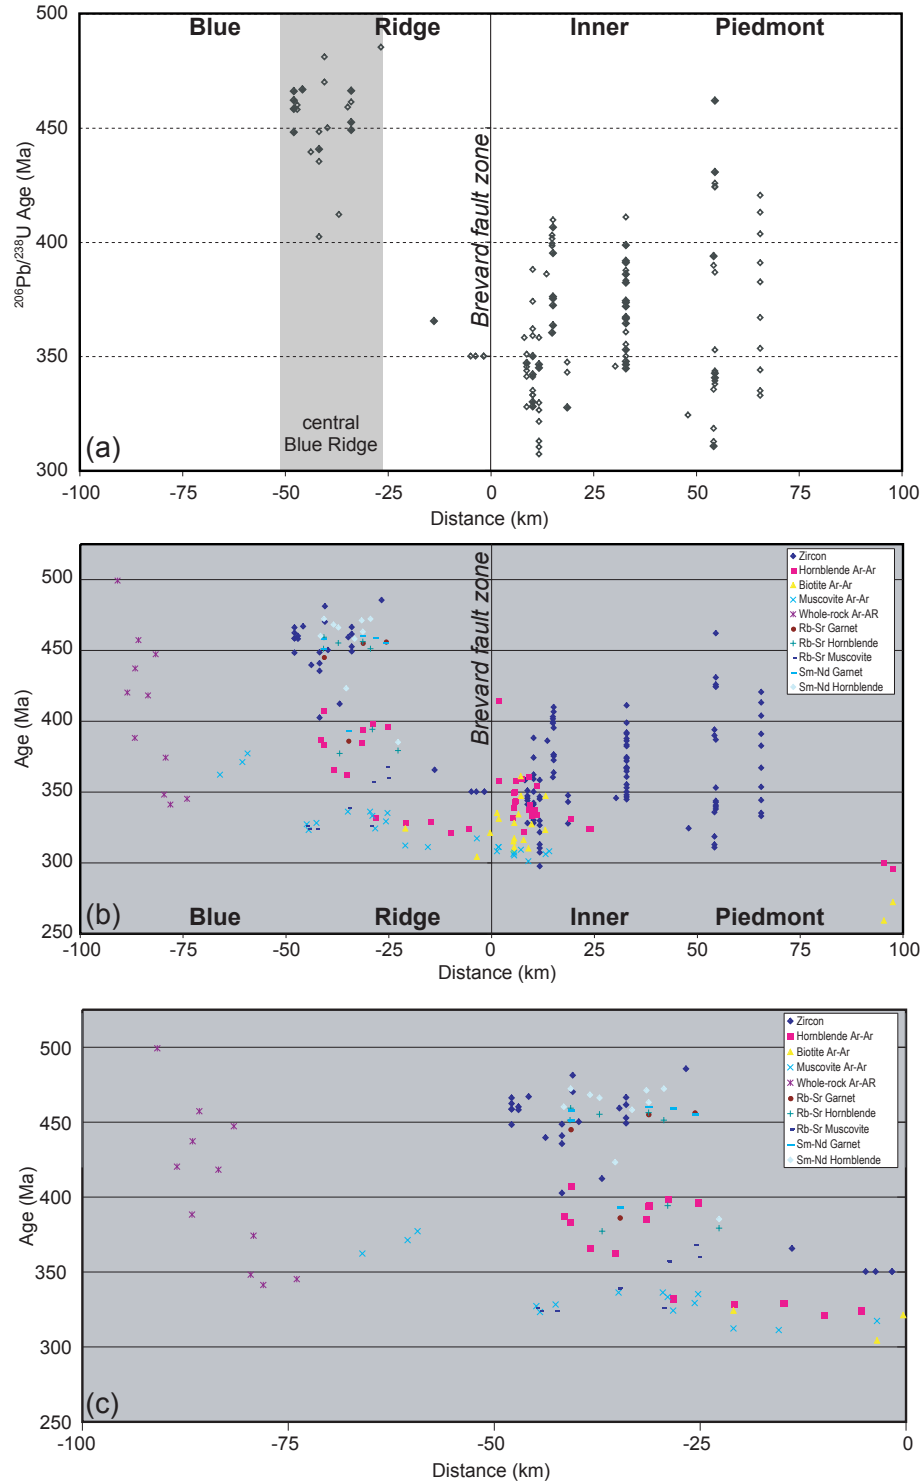 500
Blue
Ridge
Inner
Piedmont
450
400
350
300
206Pb/238U Age (Ma)
Brevard fault zone
central
Blue Ridge
(a)
-100
-75
-50
-25
0
25
50
75
100
Distance (km)
500
450
400
350
300
250
Age (Ma)
Brevard fault zone
Zircon
Hornblende Ar-Ar
Biotite Ar-Ar
Muscovite Ar-Ar
Whole-rock Ar-AR
Rb-Sr Garnet
Rb-Sr Hornblende
Rb-Sr Muscovite
Sm-Nd Garnet
Sm-Nd Hornblende
(b)
Blue
Ridge
Inner
Piedmont
-100
-75
-50
-25
0
25
50
75
100
Distance (km)
500
450
400
350
300
250
Age (Ma)
Zircon
Hornblende Ar-Ar
Biotite Ar-Ar
Muscovite Ar-Ar
Whole-rock Ar-AR
Rb-Sr Garnet
Rb-Sr Hornblende
Rb-Sr Muscovite
Sm-Nd Garnet
Sm-Nd Hornblende
(c)
-100
-75
-50
-25
0
Distance (km)